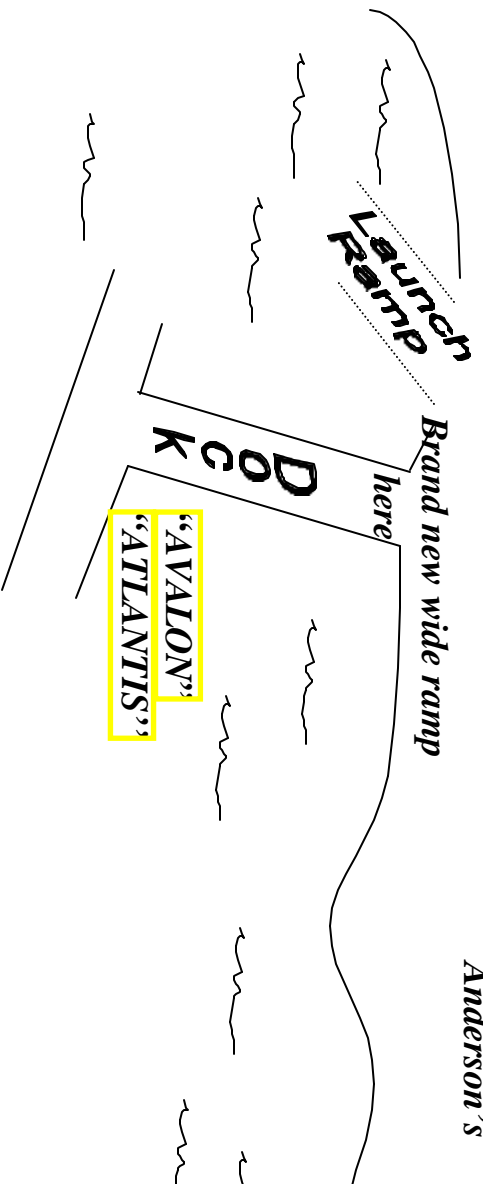 Anderson´s
Launch
Ramp
Brand new wide ramp
here
Dock
“AVALON”
“ATLANTIS’’